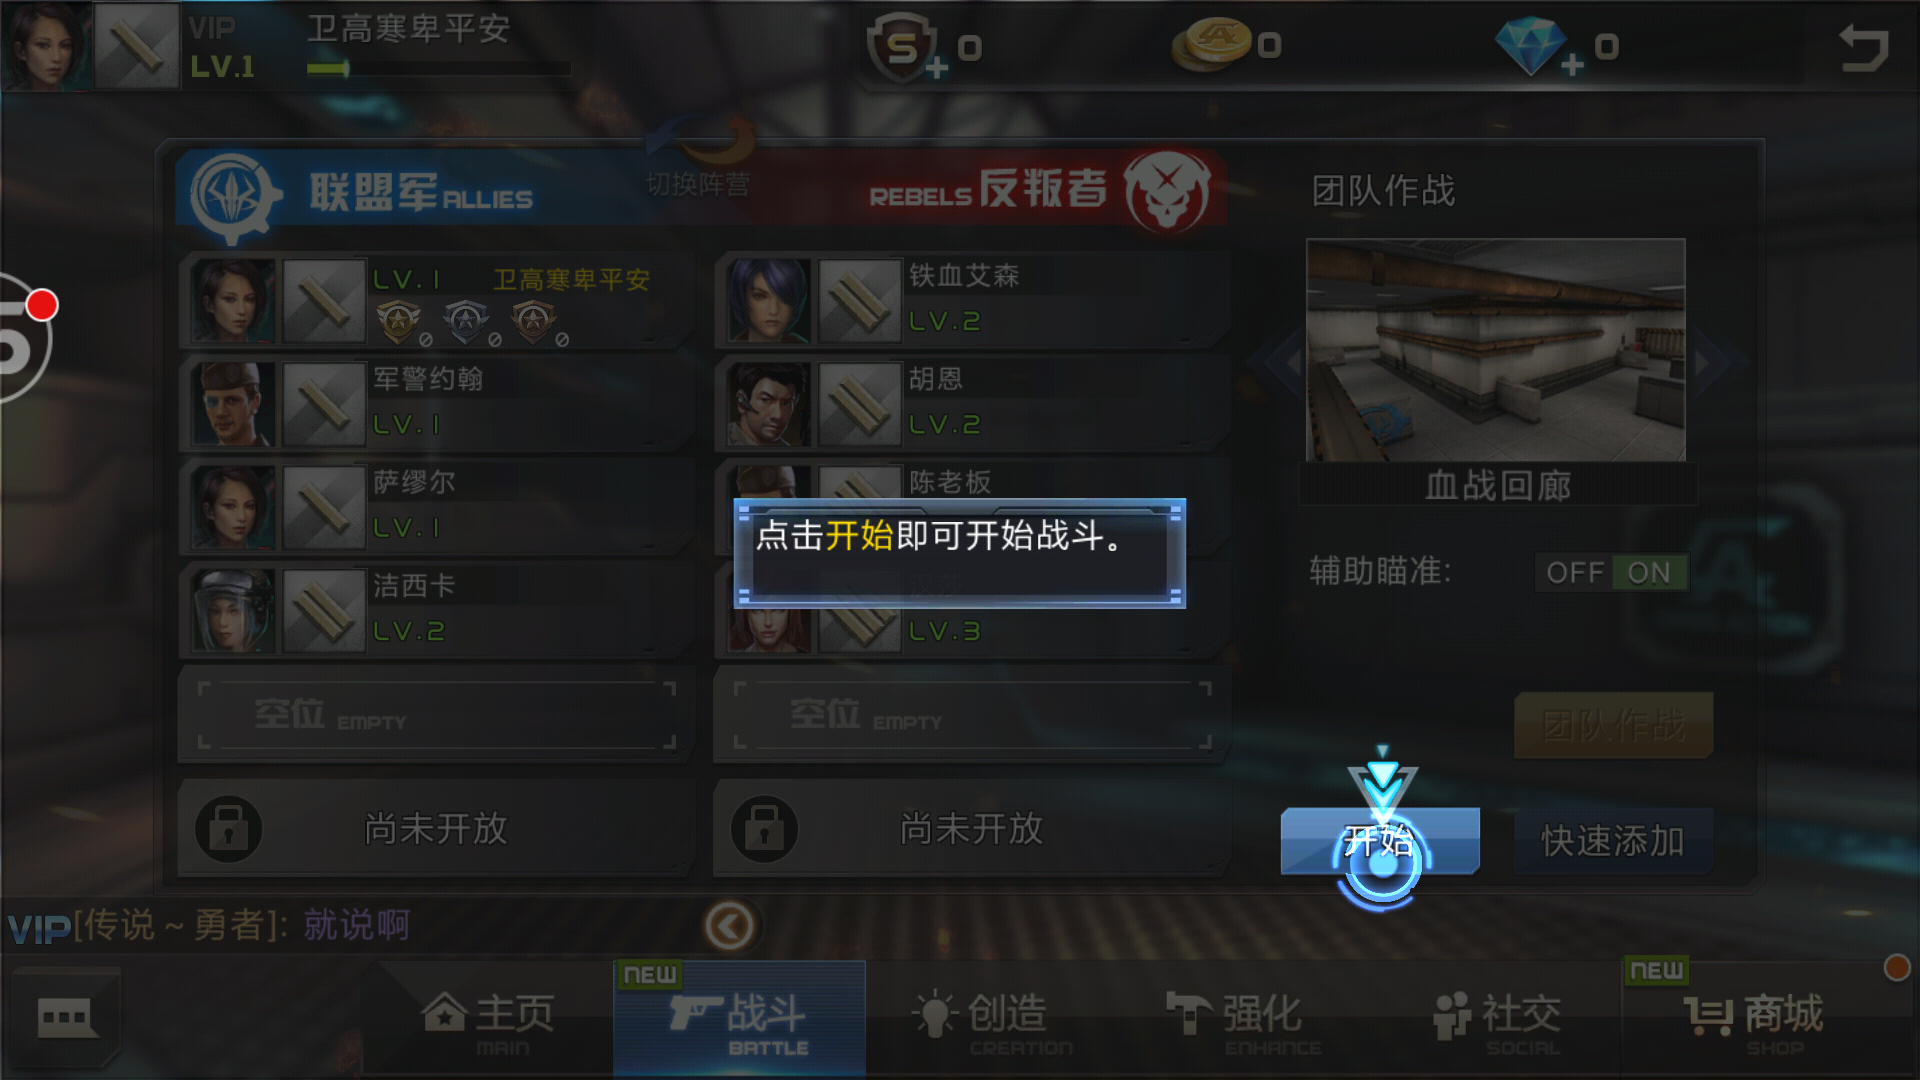 VIP
LV.1
卫高寒卑平安
S
0
0
0
联盟军 ALLIES
切换阵营
REBELS 反叛者
团队作战
LV.1 卫高寒卑平安
0 0 0
军警约翰
LV.1
萨缪尔
LV.1
洁西卡
LV.2
空位 EMPTY
尚未开放
铁血艾森
LV.2
胡恩
LV.2
陈老板
LV.3
空位 EMPTY
尚未开放
点击开始即可开始战斗。
血战回廊
辅助瞄准:
OFF ON
团队作战
开始
快速添加
VIP[传说~勇者]: 就说啊
主页
MAIN
NEW
战斗
BATTLE
创造
CREATION
强化
ENHANCE
社交
SOCIAL
NEW
商城
SHOP